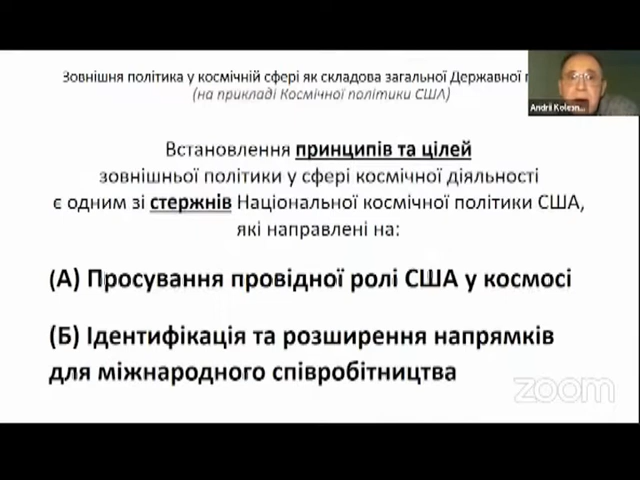 Зовнішня політика у космічній сфері як складова загальної Державної
(на прикладі Космічної політики США)
Andrii Kolezn...
Встановлення принципів та цілей
зовнішньої політики у сфері космічної діяльності
є одним зі стержнів Національної космічної політики США,
які направлені на:
(А) Просування провідної ролі США у космосі
(Б) Ідентифікація та розширення напрямків
для міжнародного співробітництва
zoom